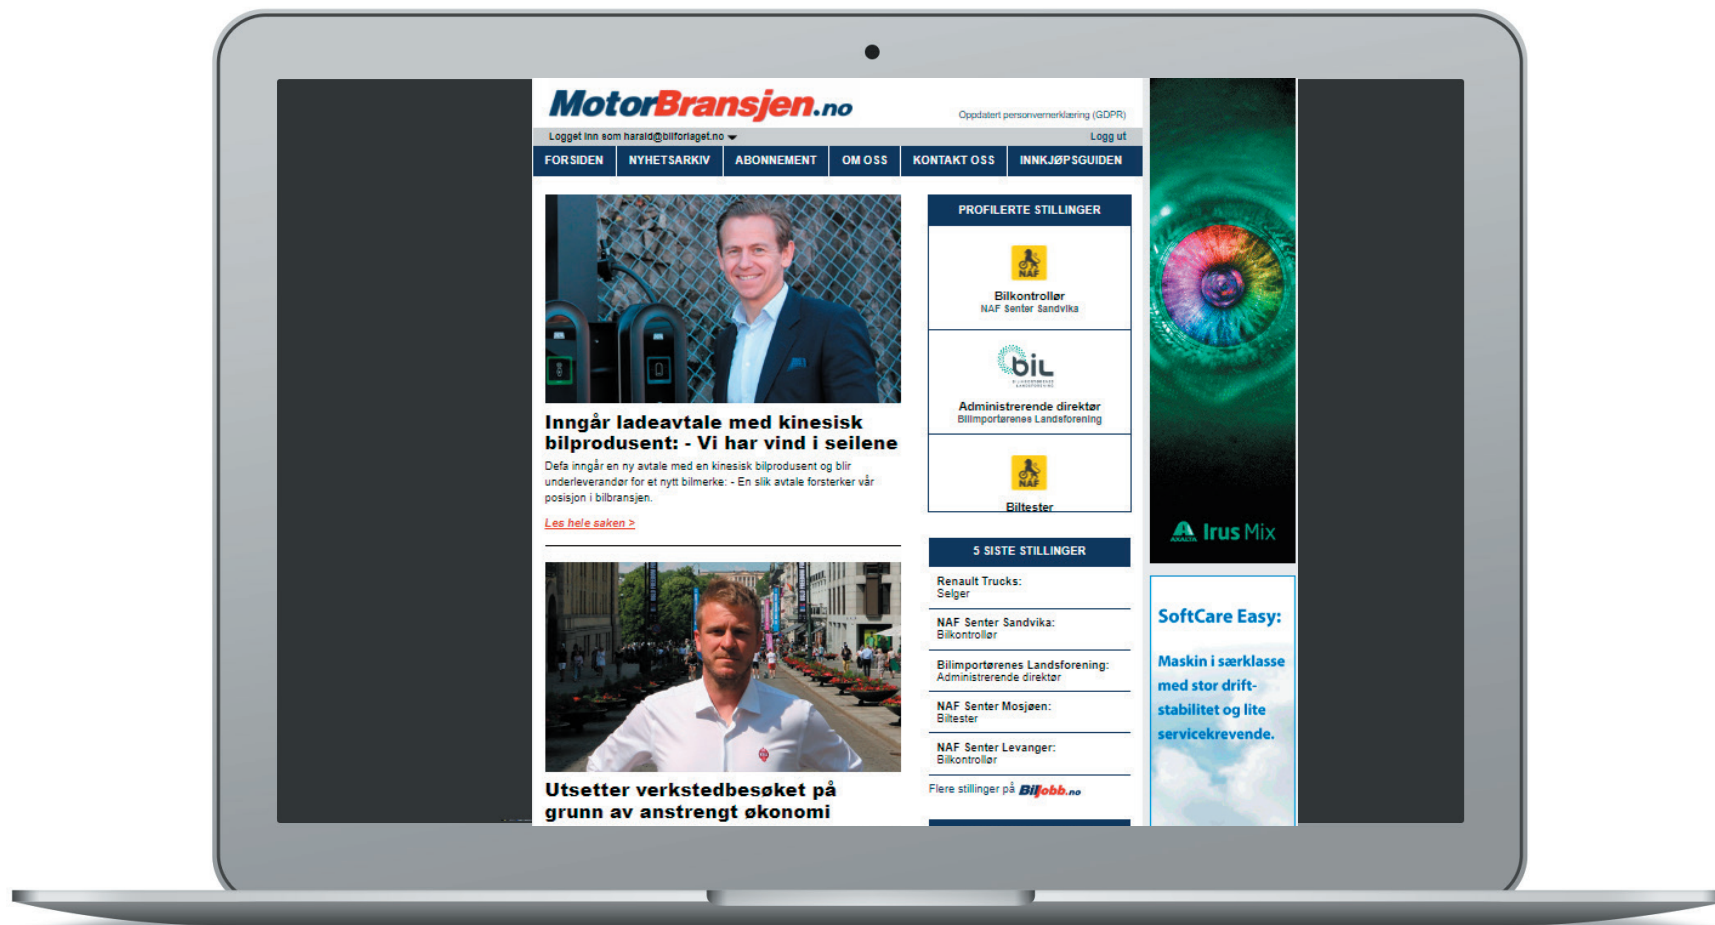 MotorBransjen.no
Oppdatert personvernerklæring (GDPR)
Logget inn som harald@bilforlaget.no
Logg ut
FORSIDEN NYHETSARKIV ABONNEMENT OM OSS KONTAKT OSS INNKJØPSGUIDEN
Inngår ladeavtale med kinesisk
bilprodusent: - Vi har vind i seilene
Defa inngår en ny avtale med en kinesisk bilprodusent og blir
underleverandør for et nytt bilmerke: - En slik avtale forsterker vår
posisjon i bilbransjen.
Les hele saken >
Utsetter verkstedbesøket på
grunn av anstrengt økonomi
PROFILERTE STILLINGER
NAF
Bilkontrollør
NAF Senter Sandvika
bil
BILIMPORTØRENES
LANDSFORENING
Administrerende direktør
Bilimportørenes Landsforening
NAF
Biltester
5 SISTE STILLINGER
Renault Trucks:
Selger
NAF Senter Sandvika:
Bilkontrollør
Bilimportørenes Landsforening:
Administrerende direktør
NAF Senter Mosjøen:
Biltester
NAF Senter Levanger:
Bilkontrollør
Flere stillinger på BilJobb.no
AXALTA Irus Mix
SoftCare Easy:
Maskin i særklasse
med stor drift-
stabilitet og lite
servicekrevende.